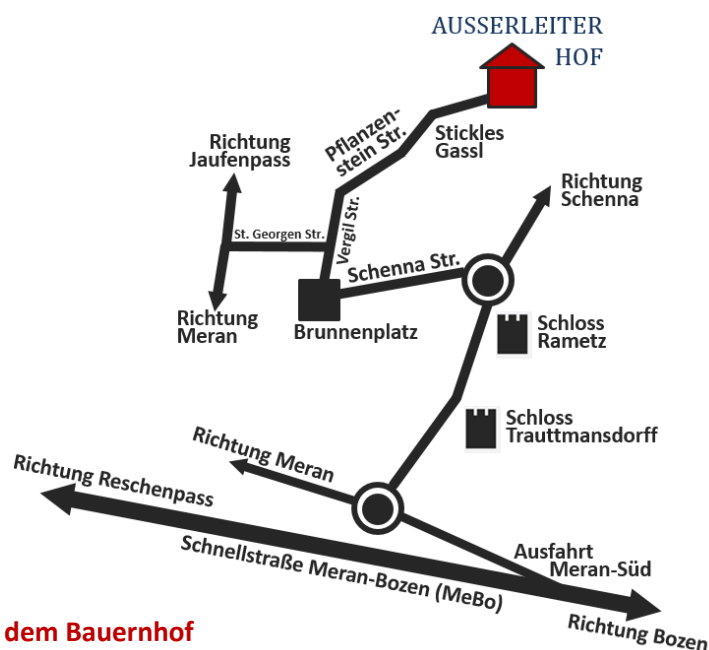 AUSSERLEITER
HOF
Pflanzen-
stein Str.
Stickles
Gassl
Richtung
Jaufenpass
Richtung
Schenna
St. Georgen Str.
Vergil Str.
Schenna Str.
Richtung
Meran
Brunnenplatz
Schloss
Rametz
Schloss
Trauttmansdorff
Richtung Meran
Richtung Reschenpass
Schnellstraße Meran-Bozen (MeBo)
Ausfahrt
Meran-Süd
Richtung Bozen
dem Bauernhof